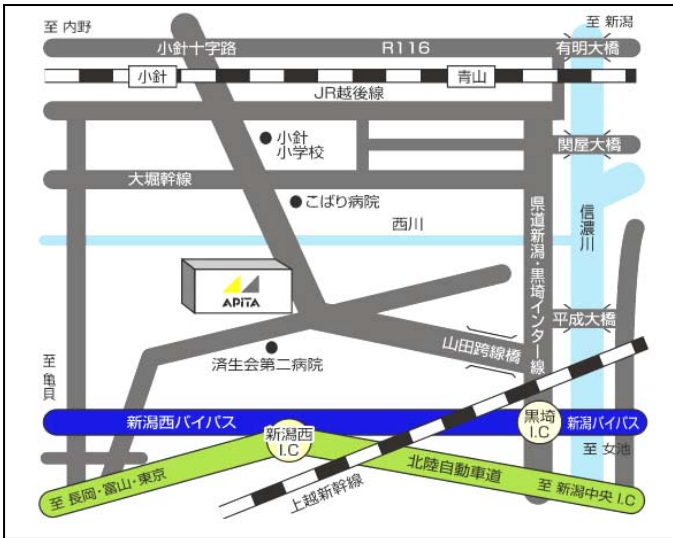 至 内野
至 新潟
小針十字路
R116
有明大橋
小針
青山
JR越後線
小針
小学校
関屋大橋
大堀幹線
こばり病院
西川
県道新潟・黒埼インター線
信濃川
APiTA
平成大橋
山田跨線橋
済生会第二病院
至 亀貝
新潟西バイパス
新潟西
I.C
黒埼
I.C
新潟バイパス
至 女池
北陸自動車道
至 長岡・富山・東京
上越新幹線
至 新潟中央 I.C